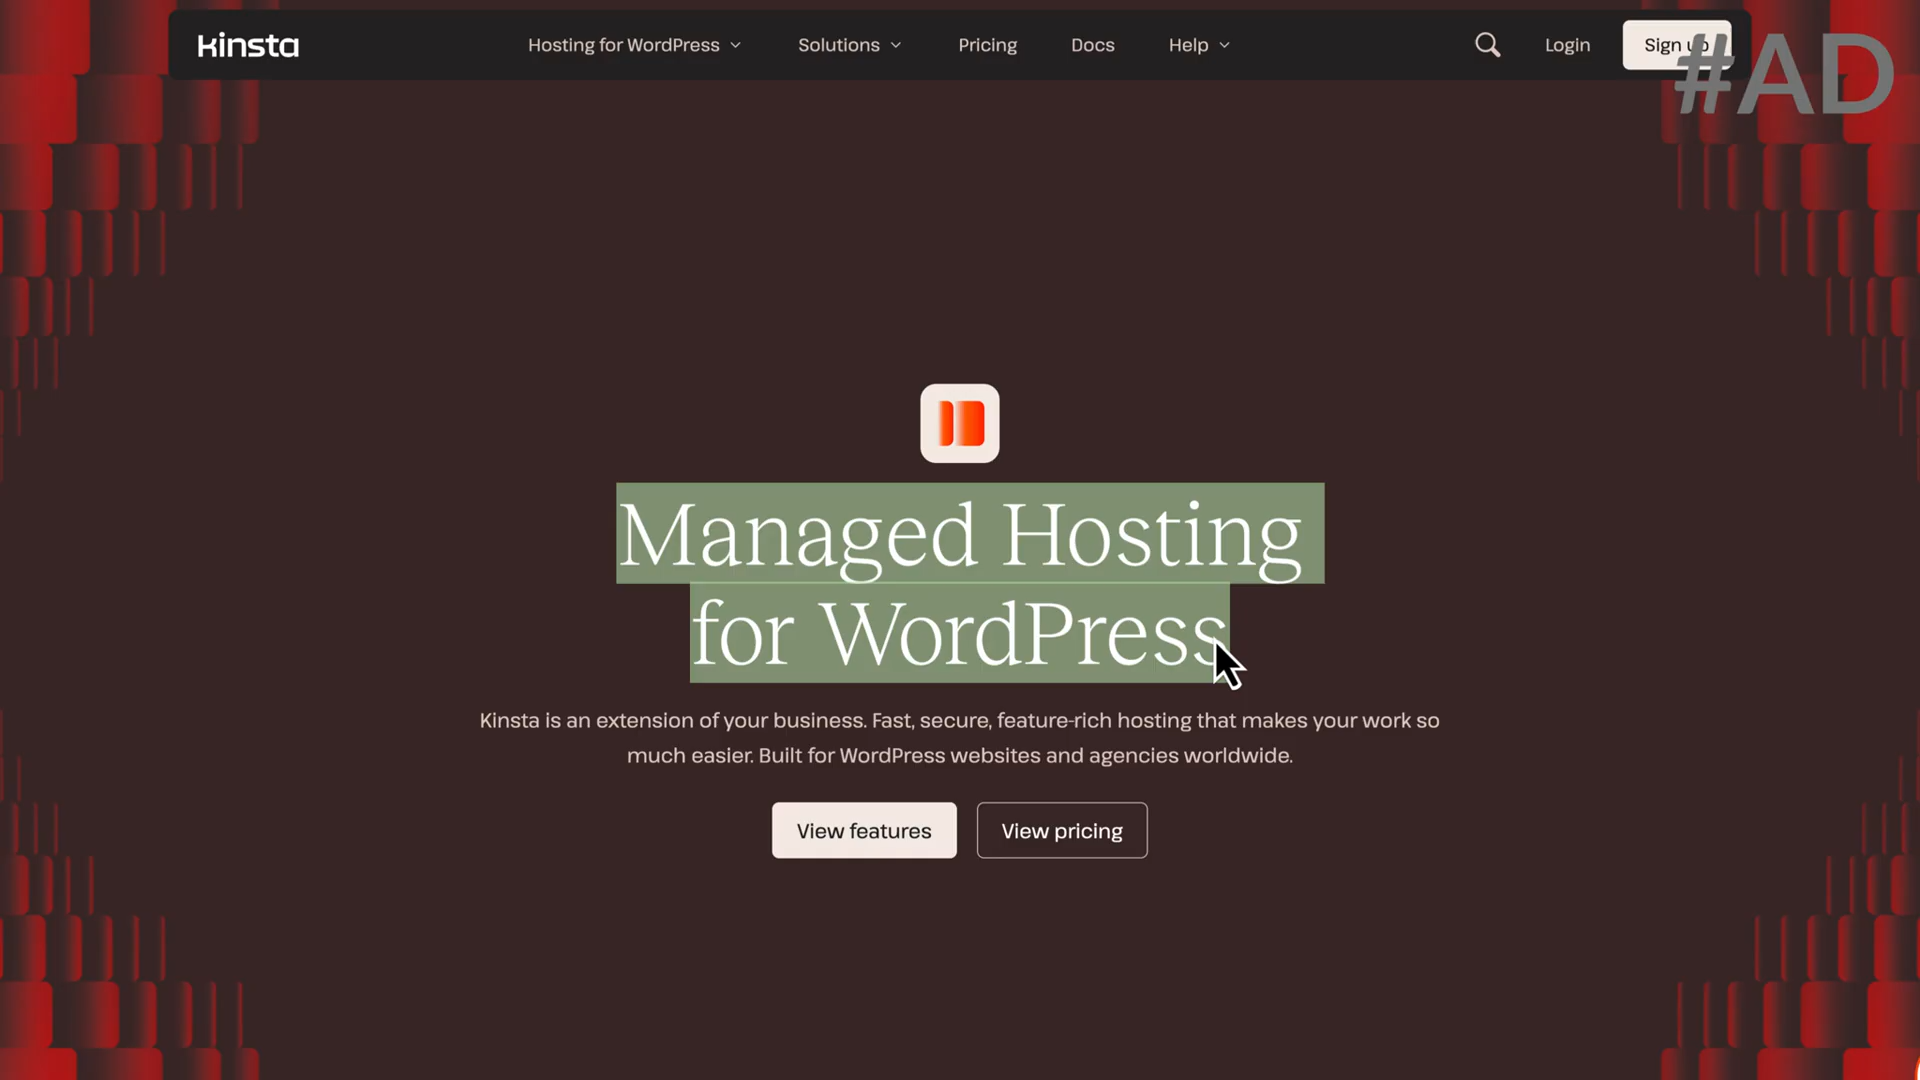 Kinsta
Hosting for WordPress
Solutions
Pricing
Docs
Help
Login
Sign up
#AD
Managed Hosting
for WordPress
Kinsta is an extension of your business. Fast, secure, feature-rich hosting that makes your work so
much easier. Built for WordPress websites and agencies worldwide.
View features
View pricing